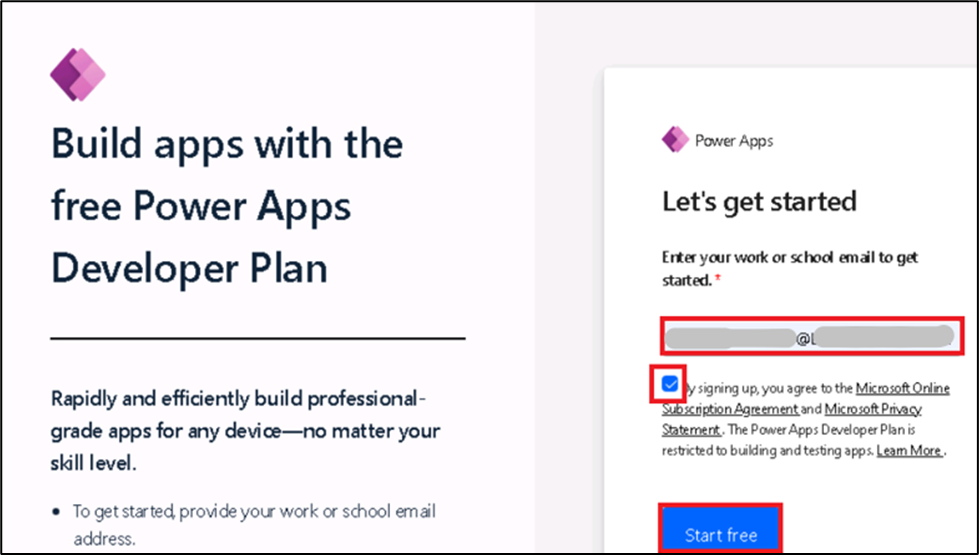 Build apps with the
free Power Apps
Developer Plan
Rapidly and efficiently build professional-
grade apps for any device—no matter your
skill level.
• To get started, provide your work or school email
address.
Power Apps
Let's get started
Enter your work or school email to get
started. *
@
y signing up, you agree to the Microsoft Online
Subscription Agreement and Microsoft Privacy
Statement. The Power Apps Developer Plan is
restricted to building and testing apps. Learn More.
Start free